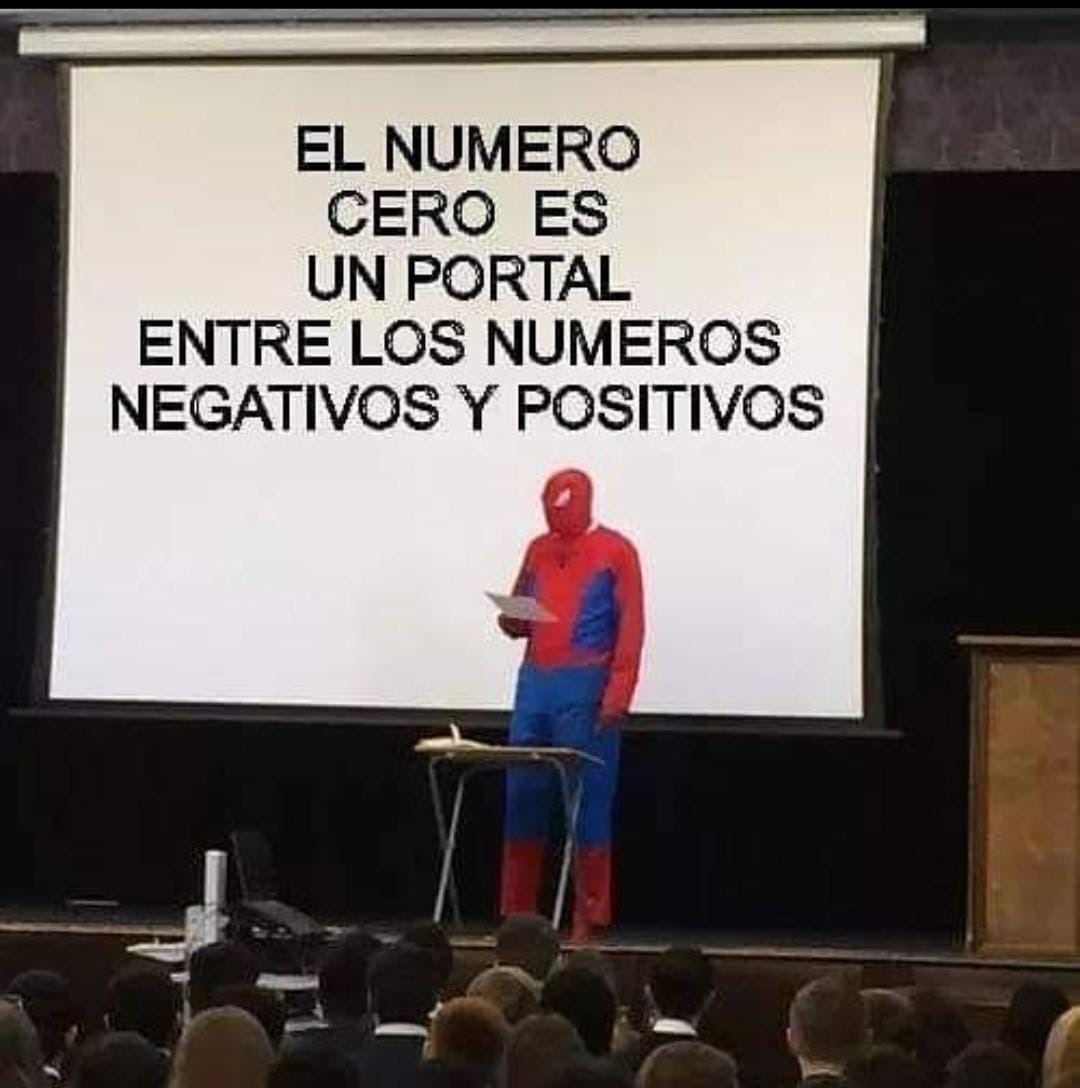 EL NUMERO
CERO ES
UN PORTAL
ENTRE LOS NUMEROS
NEGATIVOS Y POSITIVOS